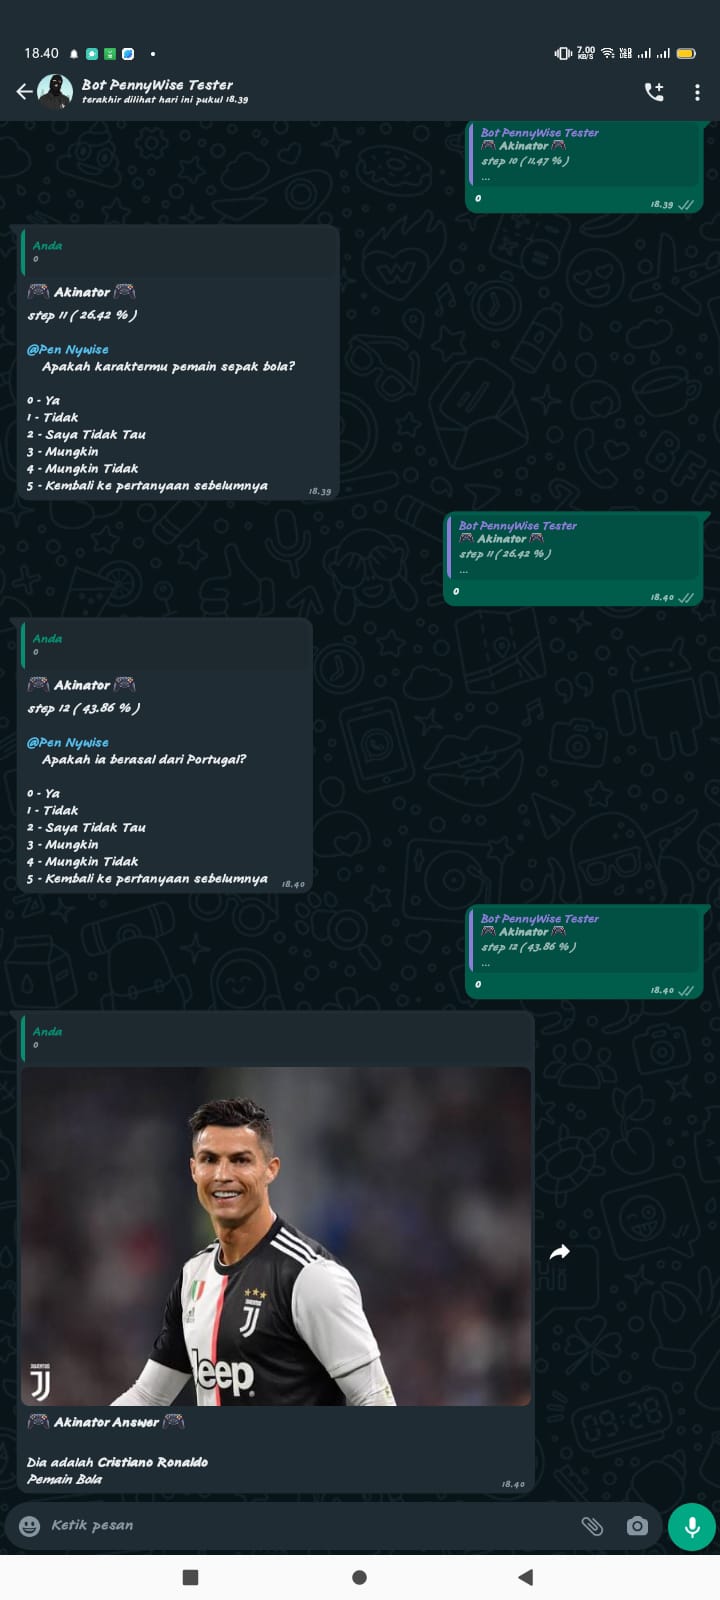 18.40
7.00
KB/S
Bot PennyWise Tester
terakhir dilihat hari ini pukul 18.39
Bot PennyWise Tester
🎮 Akinator 🎮
step 10 ( 11.47 % )
...
0
18.39
Anda
0
🎮 Akinator 🎮
step 11 ( 26.42 % )
@Pen Nywise
Apakah karaktermu pemain sepak bola?
0 - Ya
1 - Tidak
2 - Saya Tidak Tau
3 - Mungkin
4 - Mungkin Tidak
5 - Kembali ke pertanyaan sebelumnya
18.39
Bot PennyWise Tester
🎮 Akinator 🎮
step 11 ( 26.42 % )
...
0
18.40
Anda
0
🎮 Akinator 🎮
step 12 ( 43.86 % )
@Pen Nywise
Apakah ia berasal dari Portugal?
0 - Ya
1 - Tidak
2 - Saya Tidak Tau
3 - Mungkin
4 - Mungkin Tidak
5 - Kembali ke pertanyaan sebelumnya
18.40
Bot PennyWise Tester
🎮 Akinator 🎮
step 12 ( 43.86 % )
...
0
18.40
Anda
0
Jeep
JUVENTUS
🎮 Akinator Answer 🎮
Dia adalah Cristiano Ronaldo
Pemain Bola
18.40
Ketik pesan